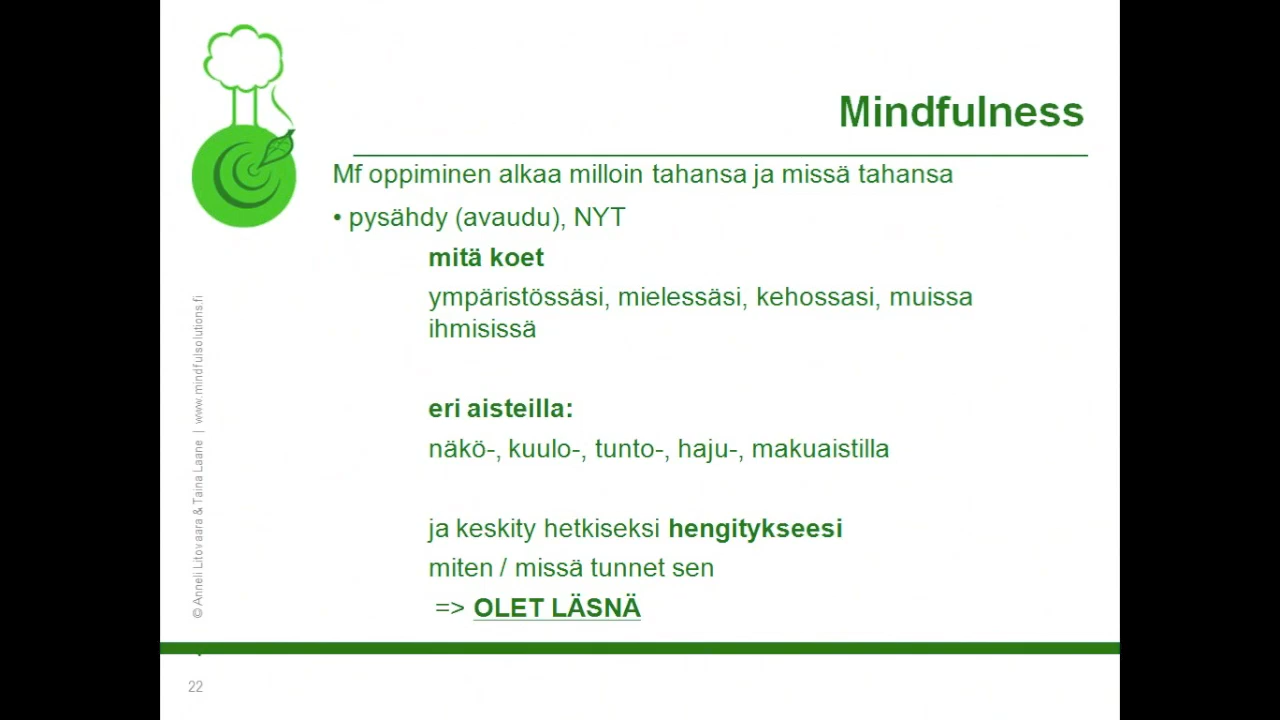 Mindfulness
Mf oppiminen alkaa milloin tahansa ja missä tahansa
• pysähdy (avaudu), NYT
mitä koet
ympäristössäsi, mielessäsi, kehossasi, muissa
ihmisissä
eri aisteilla:
näkö-, kuulo-, tunto-, haju-, makuaistilla
ja keskity hetkiseksi hengitykseesi
miten / missä tunnet sen
=> OLET LÄSNÄ
© Anneli Litovaara & Taina Laane | www.mindfulsolutions.fi
22